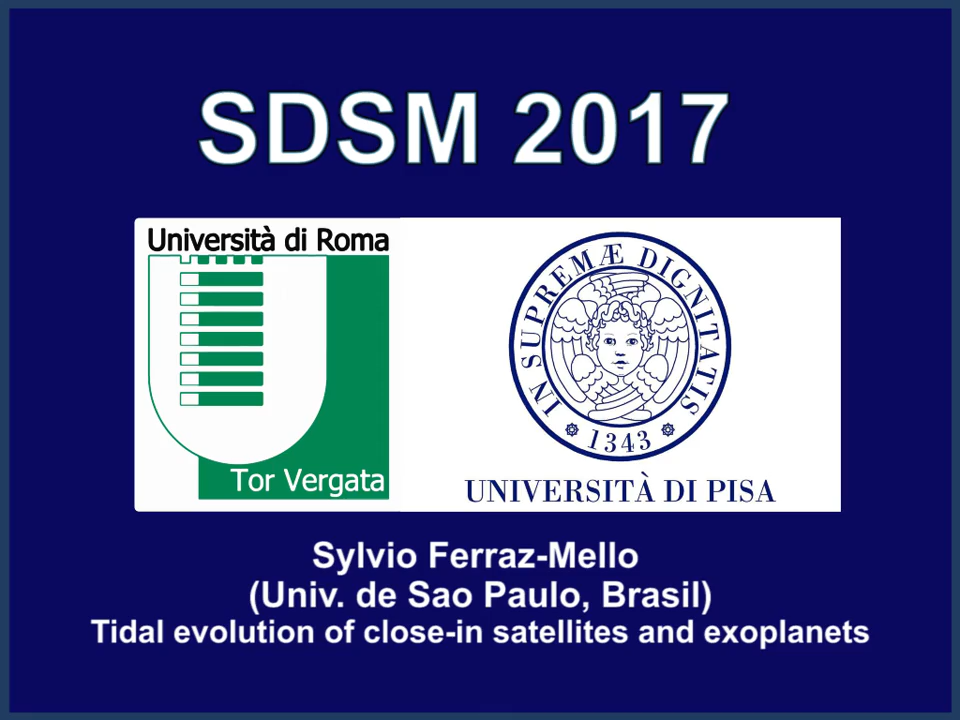 SDSM 2017
Università di Roma
Tor Vergata
IN SUPREMÆ DIGNITATIS
1343
UNIVERSITÀ DI PISA
Sylvio Ferraz-Mello
(Univ. de Sao Paulo, Brasil)
Tidal evolution of close-in satellites and exoplanets